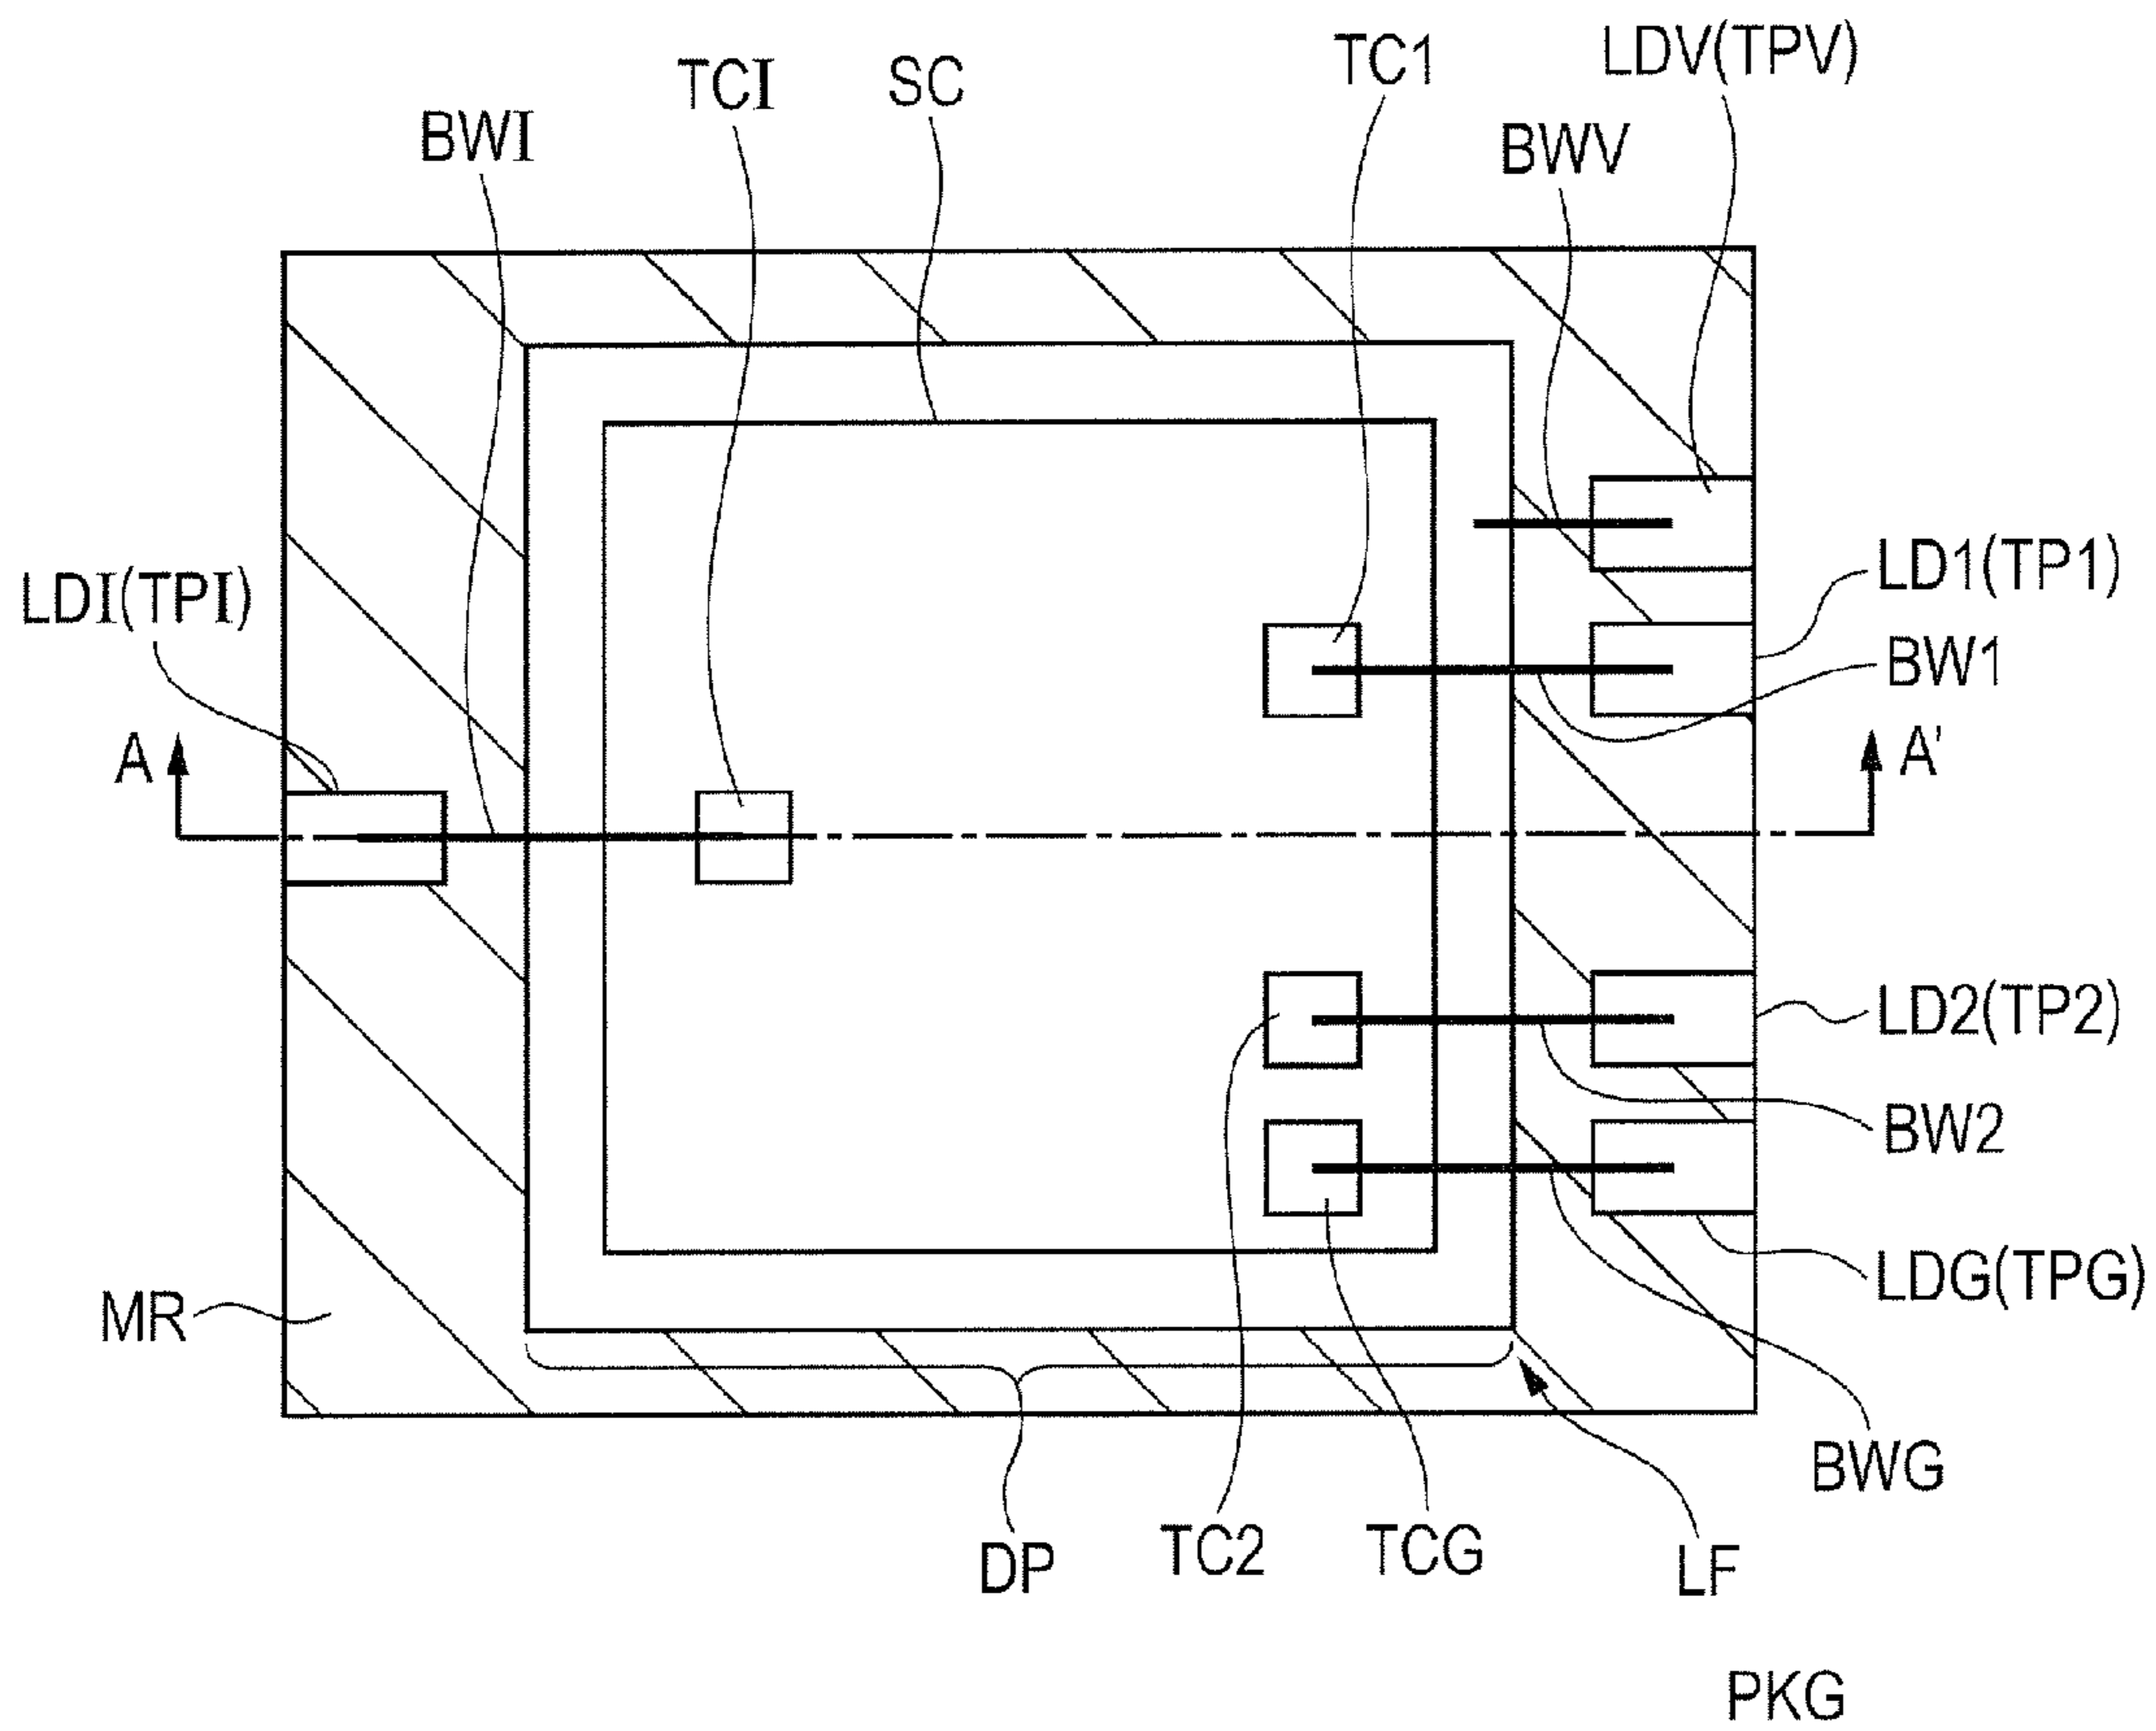 LDV(TPV)
TC1
SC
TCI
BWI
BWV
LD1(TP1)
LDI(TPI)
BW1
A
A'
LD2(TP2)
BW2
LDG(TPG)
MR
BWG
TC2
TCG
DP
LF
PKG